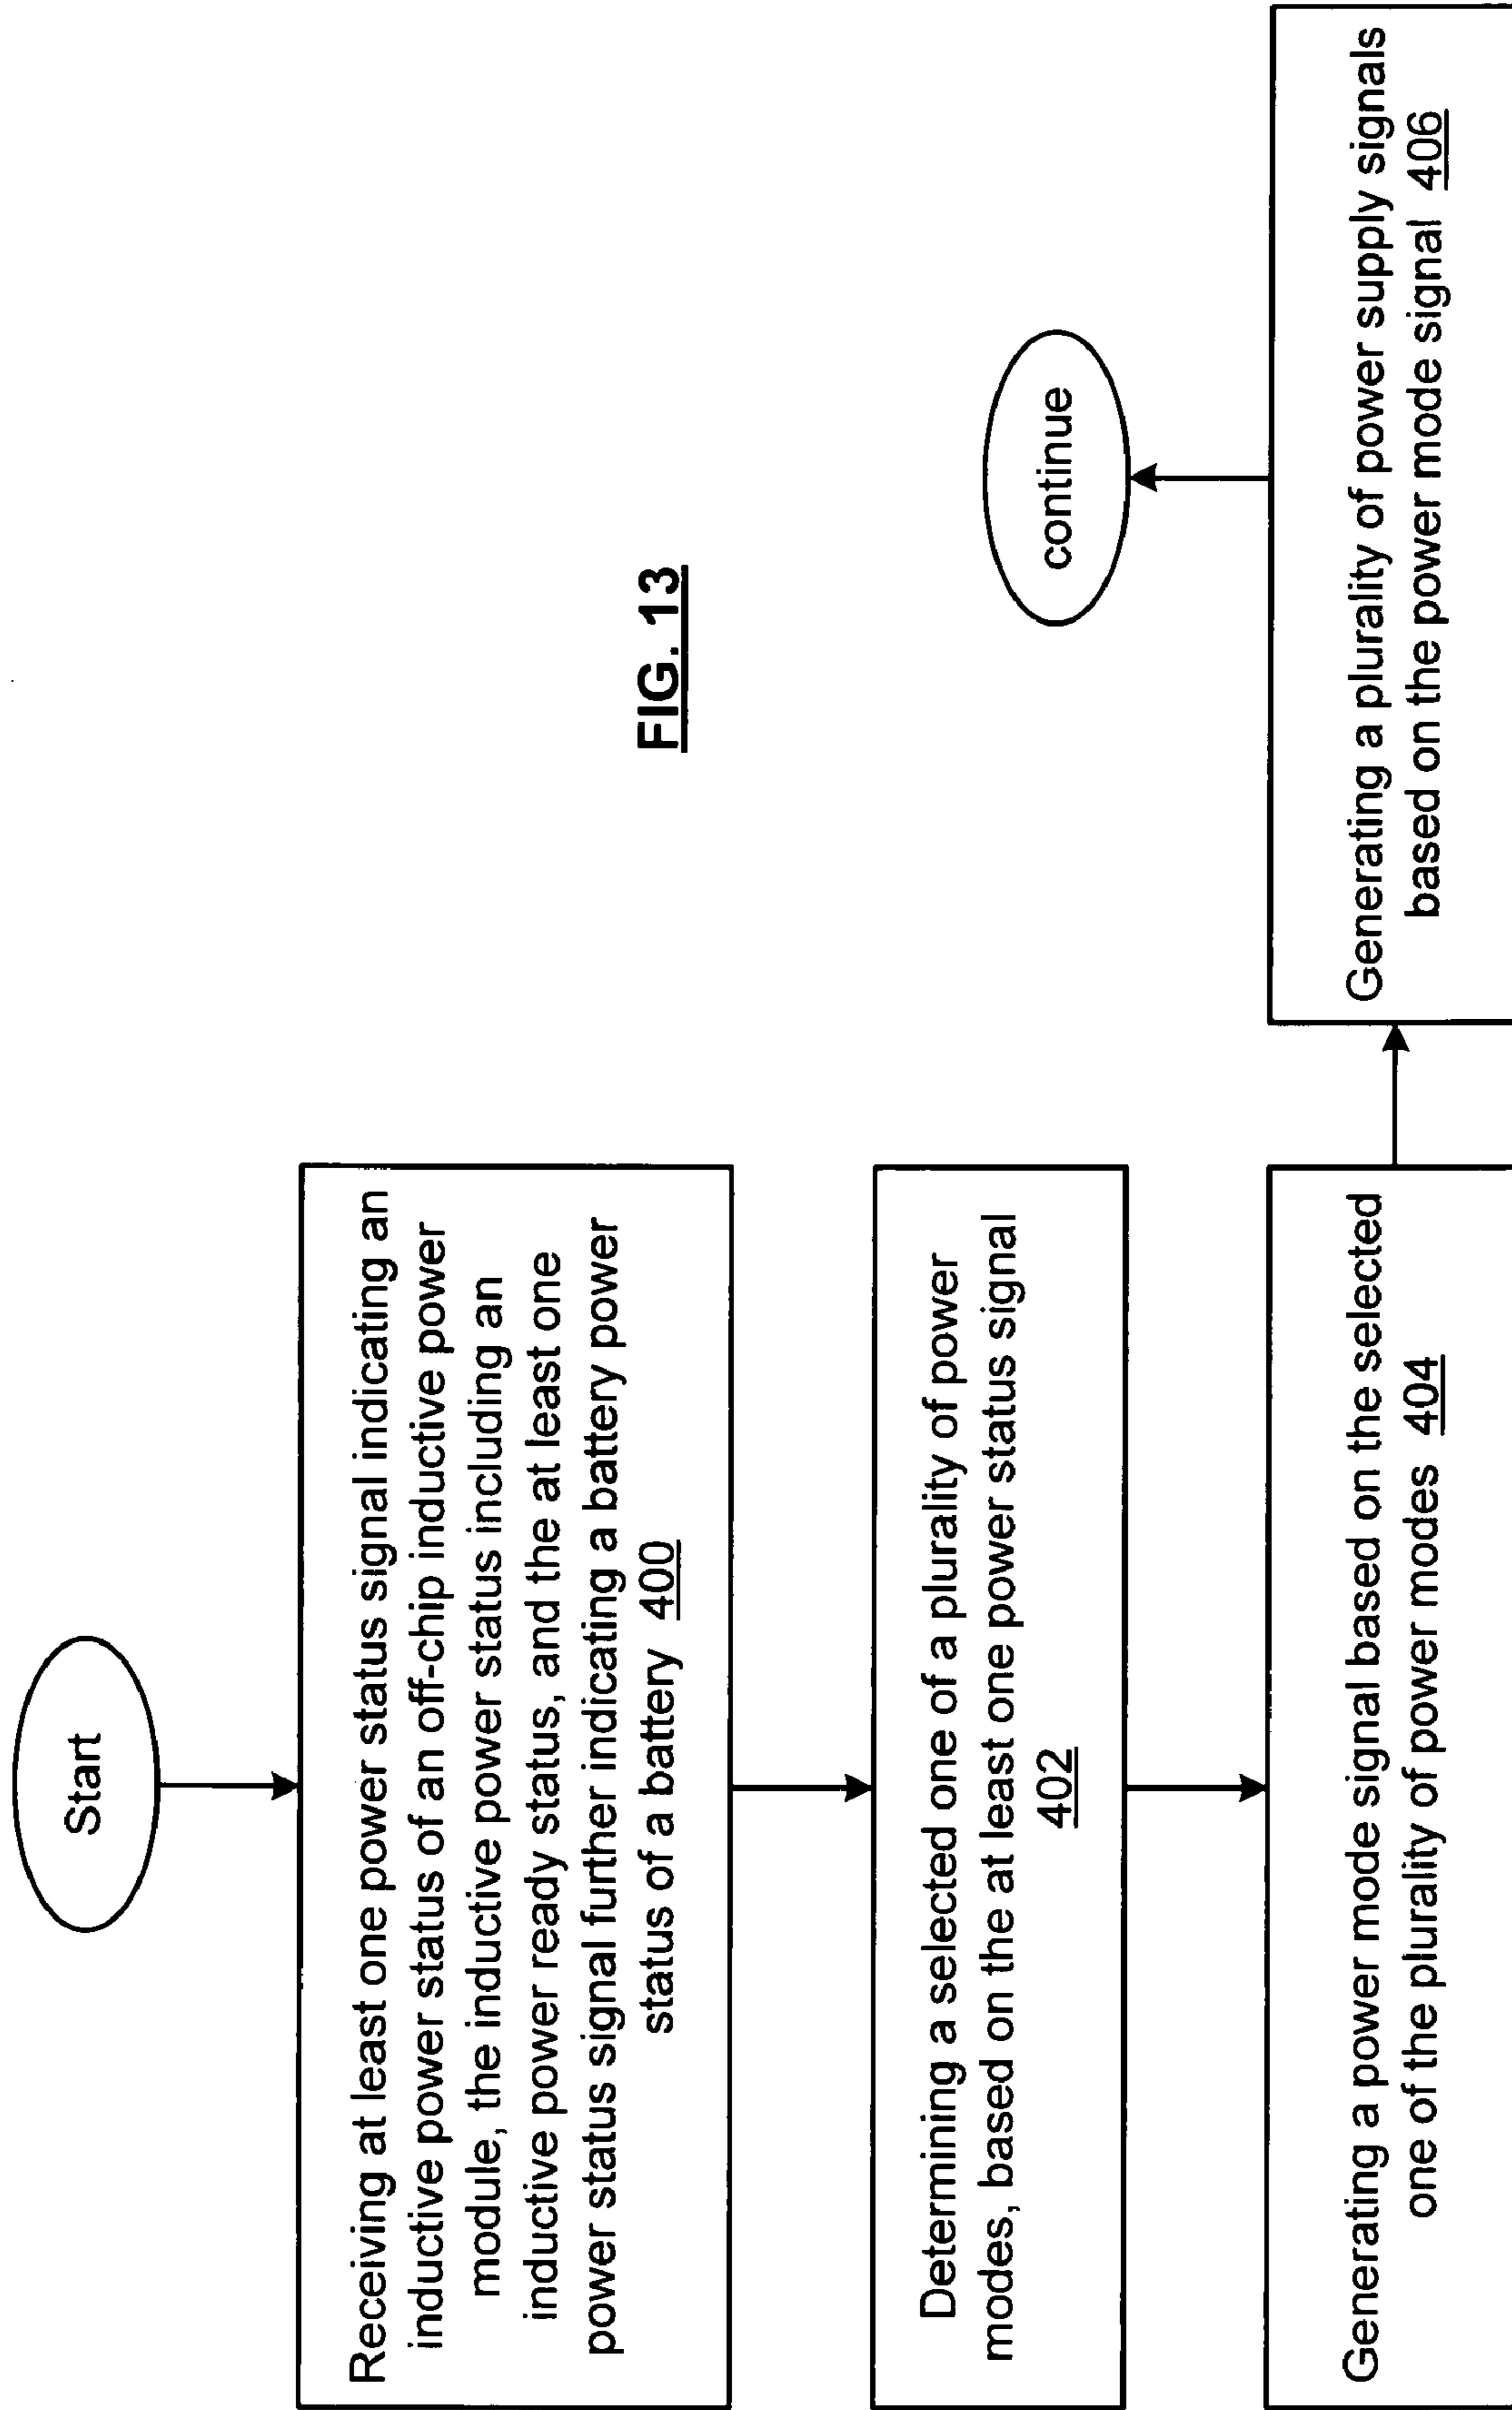 Start
Receiving at least one power status signal indicating an
inductive power status of an off-chip inductive power
module, the inductive power status including an
inductive power ready status, and the at least one
power status signal further indicating a battery power
status of a battery 400
Determining a selected one of a plurality of power
modes, based on the at least one power status signal
402
Generating a power mode signal based on the selected
one of the plurality of power modes 404
Generating a plurality of power supply signals
based on the power mode signal 406
continue
FIG. 13